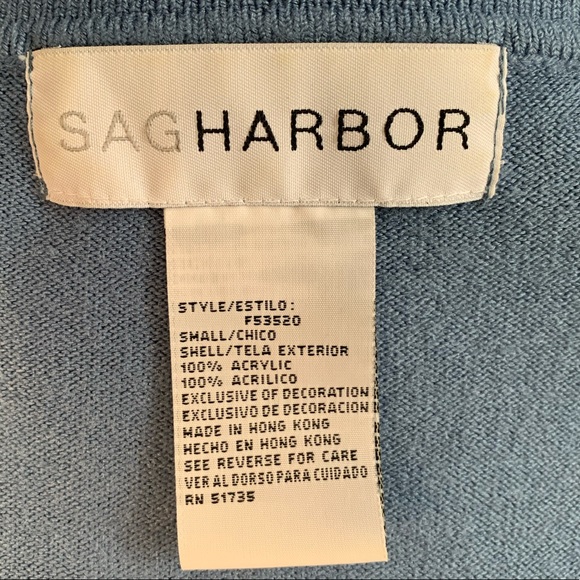 SAGHARBOR
STYLE/ESTILO:
F53520
SMALL/CHICO
SHELL/TELA EXTERIOR
100% ACRYLIC
100% ACRILICO
EXCLUSIVE OF DECORATION
EXCLUSIVO DE DECORACION
MADE IN HONG KONG
HECHO EN HONG KONG
SEE REVERSE FOR CARE
VER AL DORSO PARA CUIDADO
RN 51735